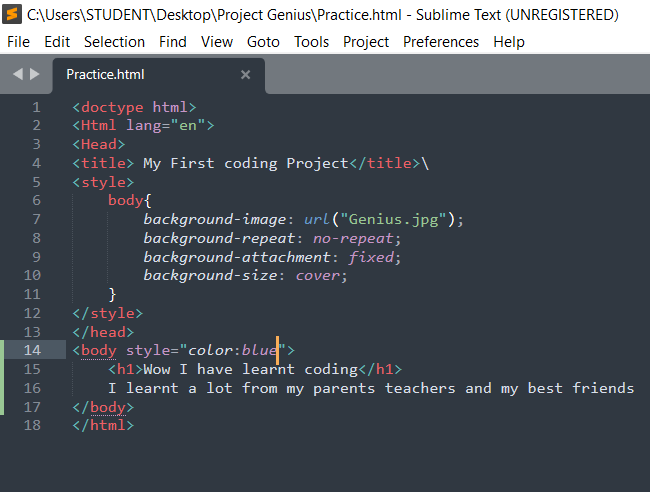 C:\Users\STUDENT\Desktop\Project Genius\Practice.html - Sublime Text (UNREGISTERED)
File Edit Selection Find View Goto Tools Project Preferences Help
Practice.html ×
1 <doctype html>
2 <Html lang="en">
3 <Head>
4 <title> My First coding Project</title>\
5 <style>
6 body{
7 background-image: url("Genius.jpg");
8 background-repeat: no-repeat;
9 background-attachment: fixed;
10 background-size: cover;
11 }
12 </style>
13 </head>
14 <body style="color:blue">
15 <h1>Wow I have learnt coding</h1>
16 I learnt a lot from my parents teachers and my best friends
17 </body>
18 </html>